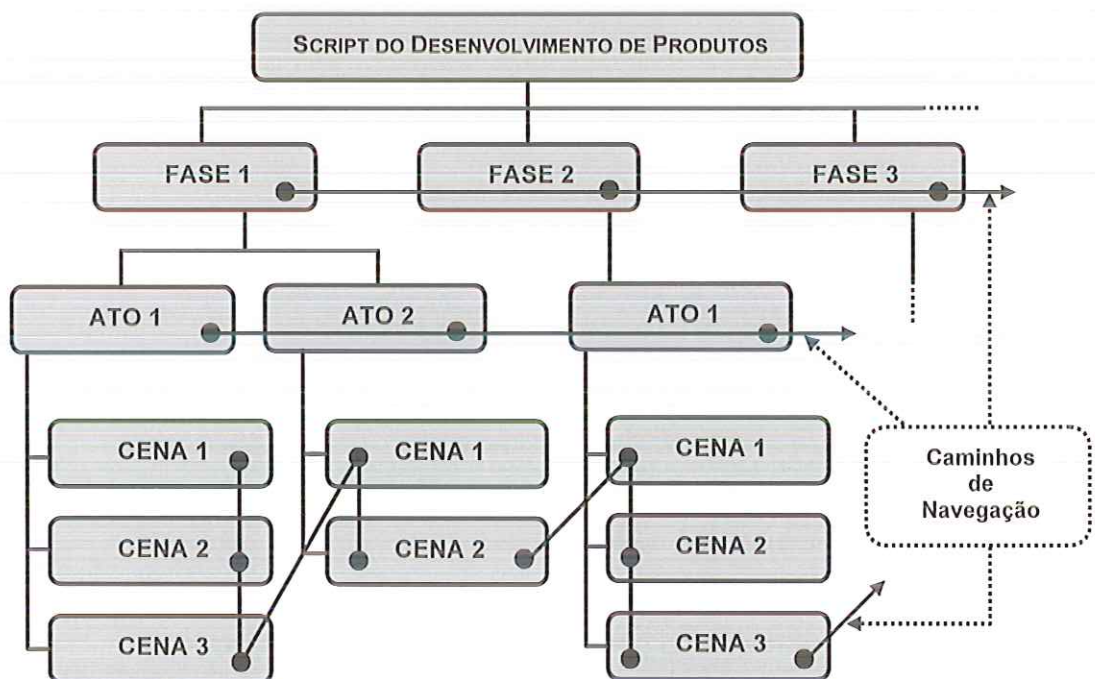 SCRIPT DO DESENVOLVIMENTO DE PRODUTOS
FASE 1
FASE 2
FASE 3
ATO 1
ATO 2
ATO 1
CENA 1
CENA 1
CENA 1
CENA 2
CENA 2
CENA 2
CENA 3
CENA 3
Caminhos
de
Navegação